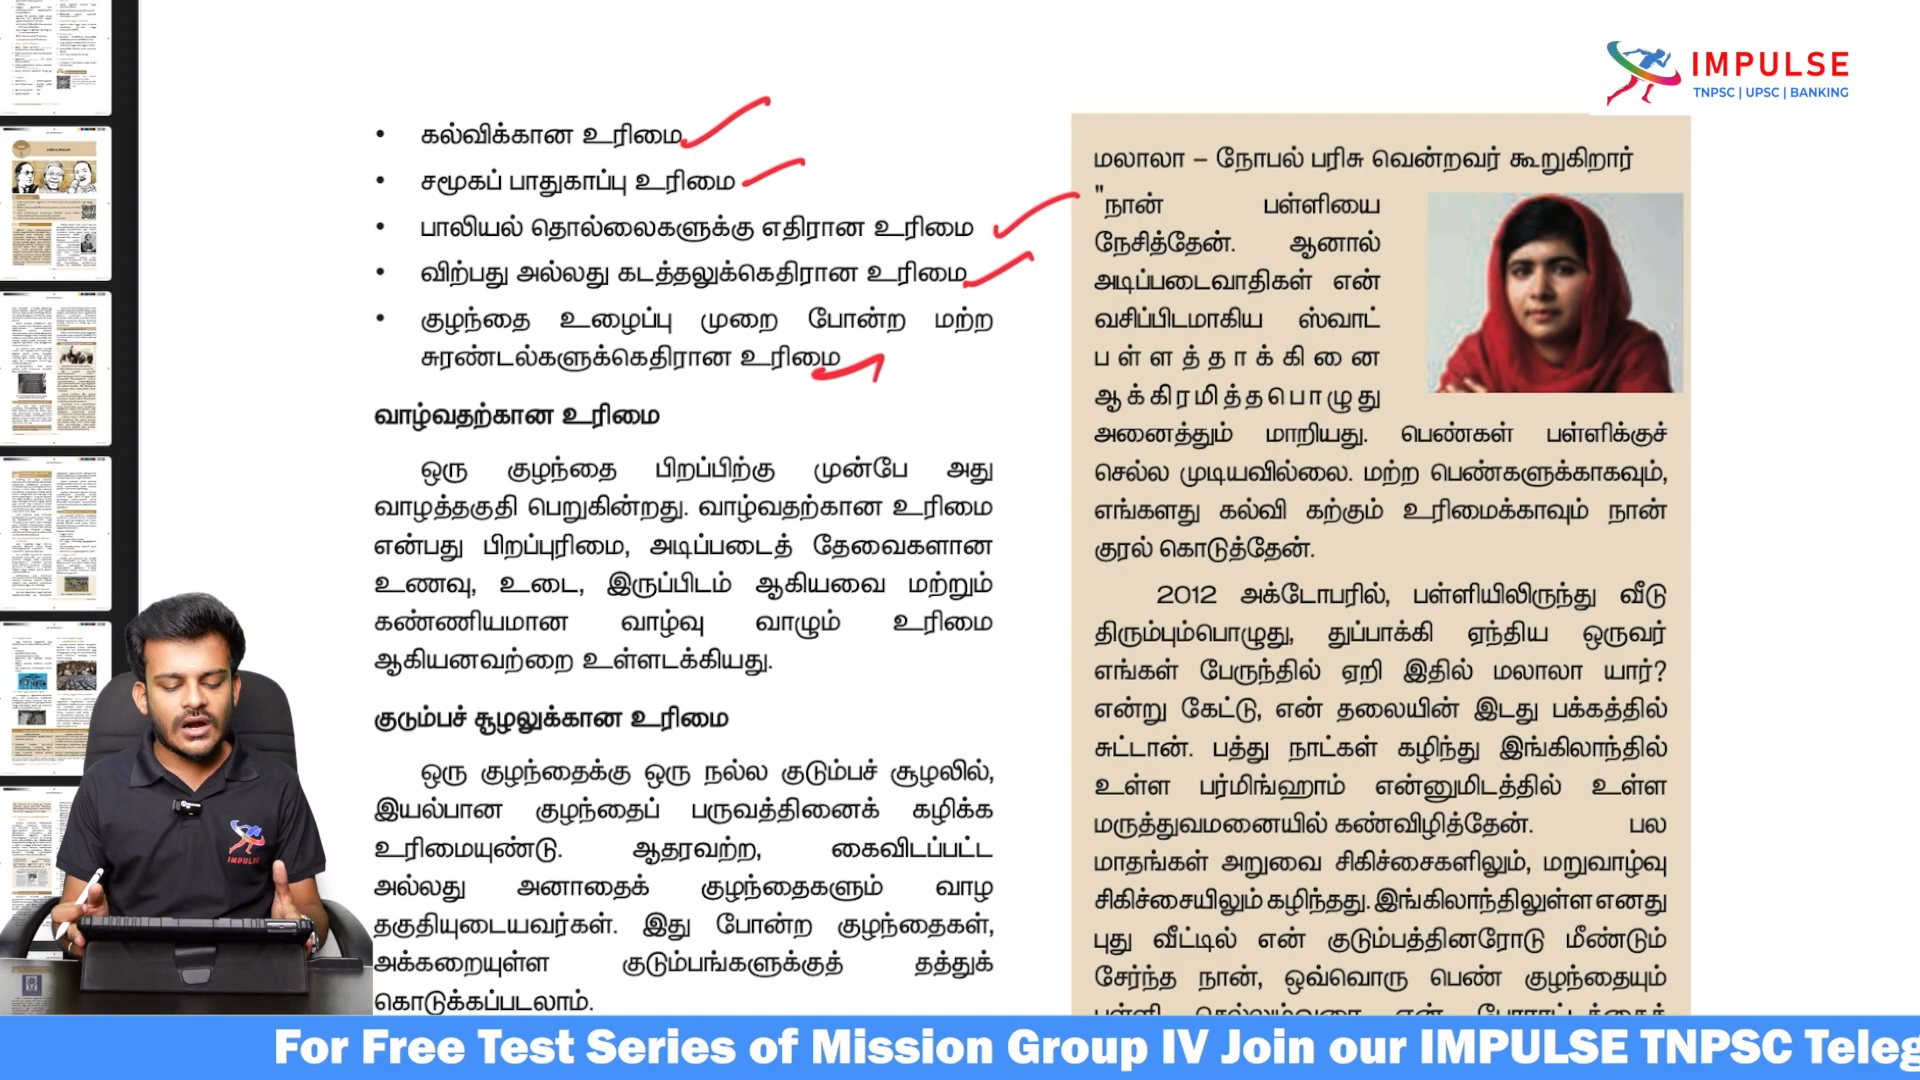 IMPULSE
TNPSC | UPSC | BANKING
• கல்விக்கான உரிமை
• சமூகப் பாதுகாப்பு உரிமை
• பாலியல் தொல்லைகளுக்கு எதிரான உரிமை
• விற்பது அல்லது கடத்தலுக்கெதிரான உரிமை
• குழந்தை உழைப்பு முறை போன்ற மற்ற
சுரண்டல்களுக்கெதிரான உரிமை
வாழ்வதற்கான உரிமை
ஒரு குழந்தை பிறப்பிற்கு முன்பே அது
வாழத்தகுதி பெறுகின்றது. வாழ்வதற்கான உரிமை
என்பது பிறப்புரிமை, அடிப்படைத் தேவைகளான
உணவு, உடை, இருப்பிடம் ஆகியவை மற்றும்
கண்ணியமான வாழ்வு வாழும் உரிமை
ஆகியனவற்றை உள்ளடக்கியது.
குடும்பச் சூழலுக்கான உரிமை
ஒரு குழந்தைக்கு ஒரு நல்ல குடும்பச் சூழலில்,
இயல்பான குழந்தைப் பருவத்தினைக் கழிக்க
உரிமையுண்டு. ஆதரவற்ற, கைவிடப்பட்ட
அல்லது அனாதைக் குழந்தைகளும் வாழ
தகுதியுடையவர்கள். இது போன்ற குழந்தைகள்,
அக்கறையுள்ள குடும்பங்களுக்குத் தத்துக்
கொடுக்கப்படலாம்.
மலாலா – நோபல் பரிசு வென்றவர் கூறுகிறார்
"நான் பள்ளியை
நேசித்தேன். ஆனால்
அடிப்படைவாதிகள் என்
வசிப்பிடமாகிய ஸ்வாட்
பள்ளத்தாக்கினை
ஆக்கிரமித்தபொழுது
அனைத்தும் மாறியது. பெண்கள் பள்ளிக்குச்
செல்ல முடியவில்லை. மற்ற பெண்களுக்காகவும்,
எங்களது கல்வி கற்கும் உரிமைக்காவும் நான்
குரல் கொடுத்தேன்.
2012 அக்டோபரில், பள்ளியிலிருந்து வீடு
திரும்பும்பொழுது, துப்பாக்கி ஏந்திய ஒருவர்
எங்கள் பேருந்தில் ஏறி இதில் மலாலா யார்?
என்று கேட்டு, என் தலையின் இடது பக்கத்தில்
சுட்டான். பத்து நாட்கள் கழிந்து இங்கிலாந்தில்
உள்ள பர்மிங்ஹாம் என்னுமிடத்தில் உள்ள
மருத்துவமனையில் கண்விழித்தேன். பல
மாதங்கள் அறுவை சிகிச்சைகளிலும், மறுவாழ்வு
சிகிச்சையிலும் கழிந்தது. இங்கிலாந்திலுள்ள எனது
புது வீட்டில் என் குடும்பத்தினரோடு மீண்டும்
சேர்ந்த நான், ஒவ்வொரு பெண் குழந்தையும்
IMPULSE
For Free Test Series of Mission Group IV Join our IMPULSE TNPSC Teleg